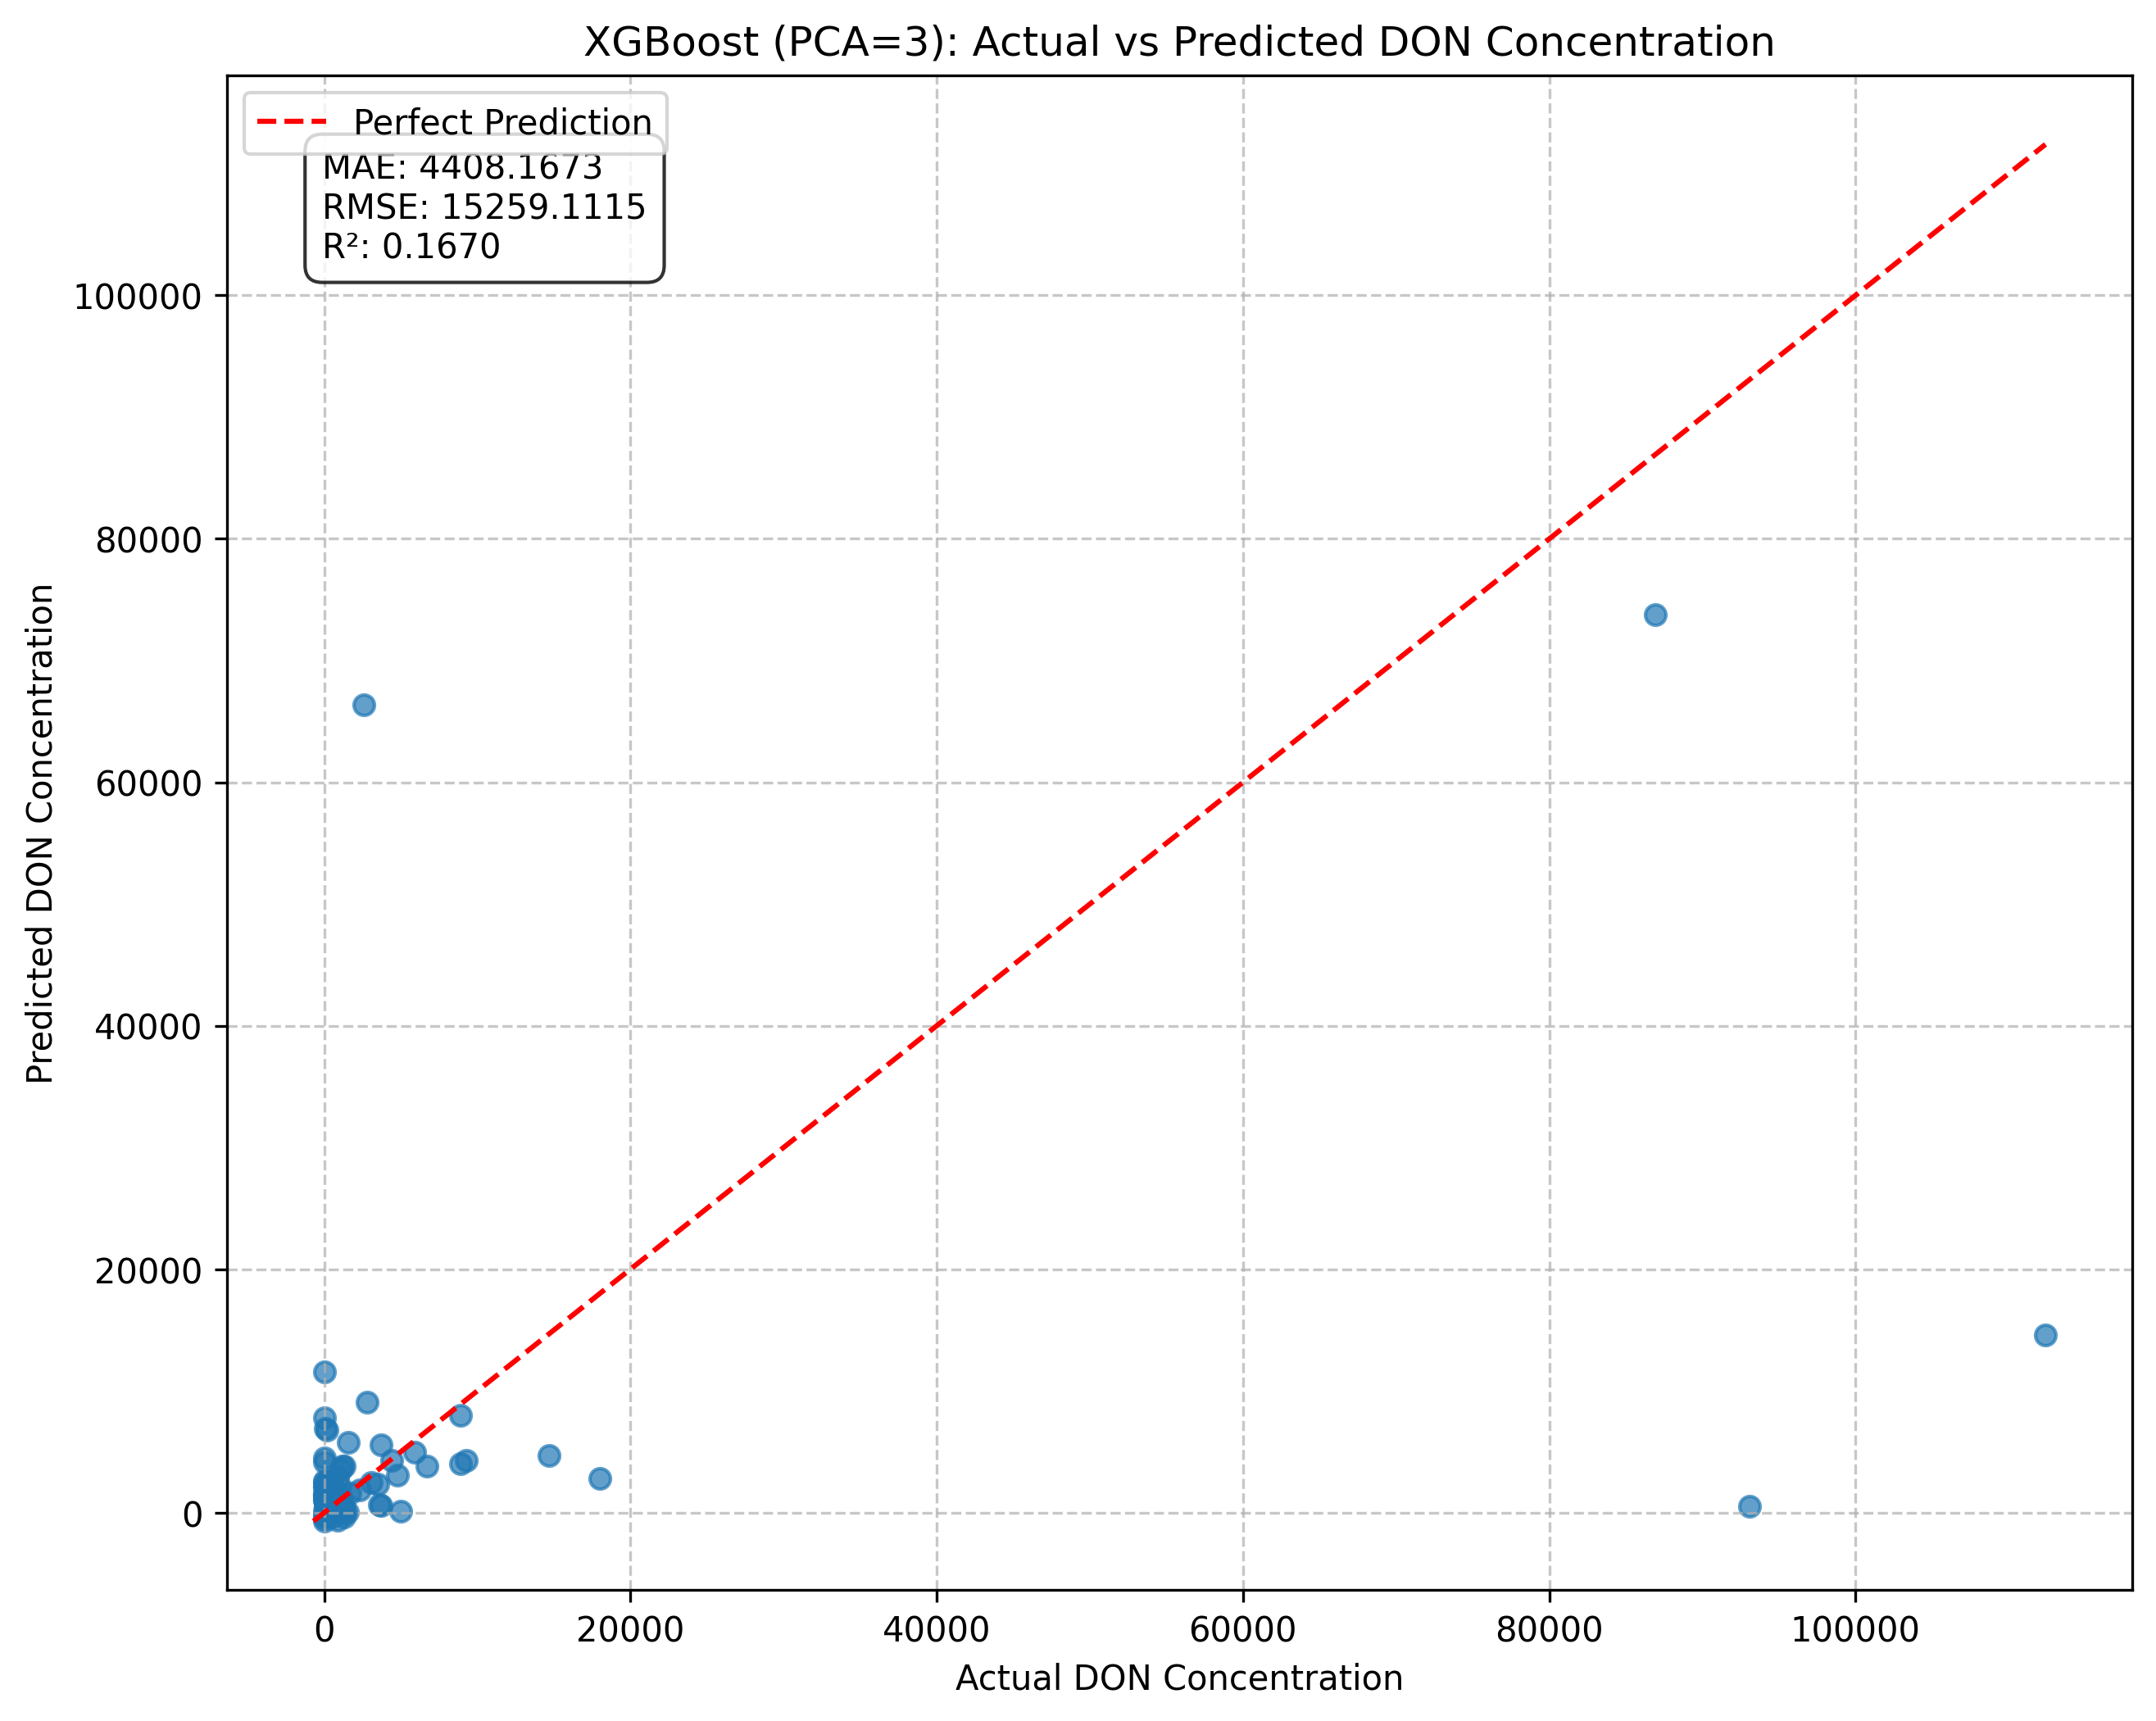 XGBoost (PCA=3): Actual vs Predicted DON Concentration
Perfect Prediction
MAE: 4408.1673
RMSE: 15259.1115
R²: 0.1670
Predicted DON Concentration
100000
80000
60000
40000
20000
0
0 20000 40000 60000 80000 100000
Actual DON Concentration